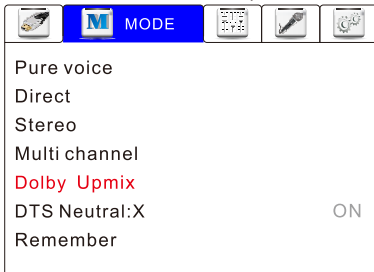 M MODE
Pure voice
Direct
Stereo
Multi channel
Dolby Upmix
DTS Neutral:X ON
Remember